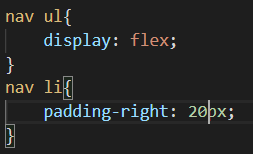 nav ul{
    display: flex;
}
nav li{
    padding-right: 20px;
}